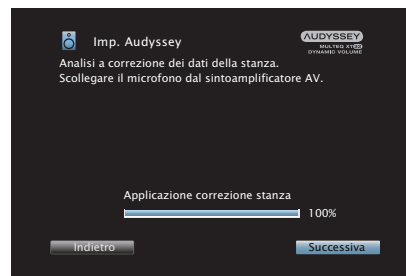 Imp. Audyssey
AUDYSSEY
MULTEQ XT32
DYNAMIC VOLUME
Analisi a correzione dei dati della stanza.
Scollegare il microfono dal sintoamplificatore AV.
Applicazione correzione stanza
100%
Indietro
Successiva